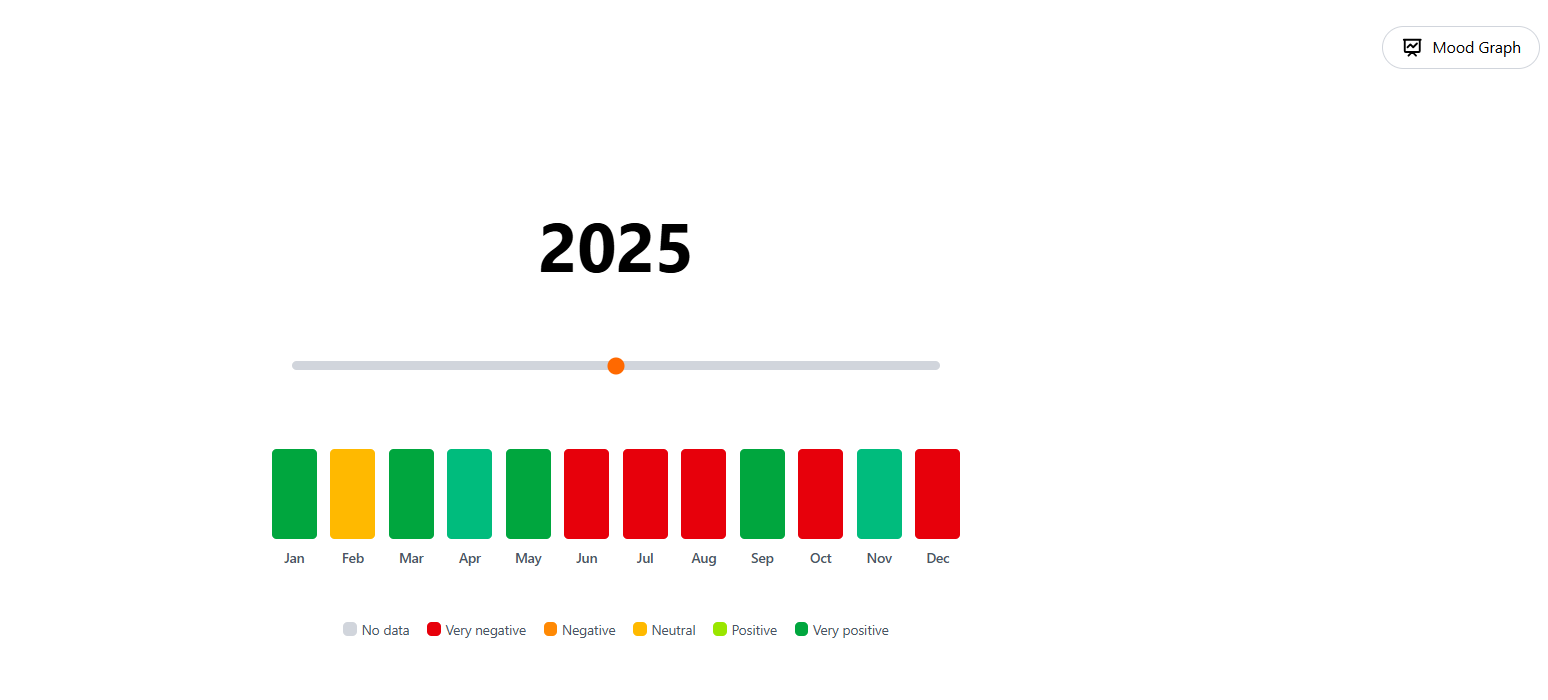 Mood Graph
2025
Jan Feb Mar Apr May Jun Jul Aug Sep Oct Nov Dec
No data Very negative Negative Neutral Positive Very positive